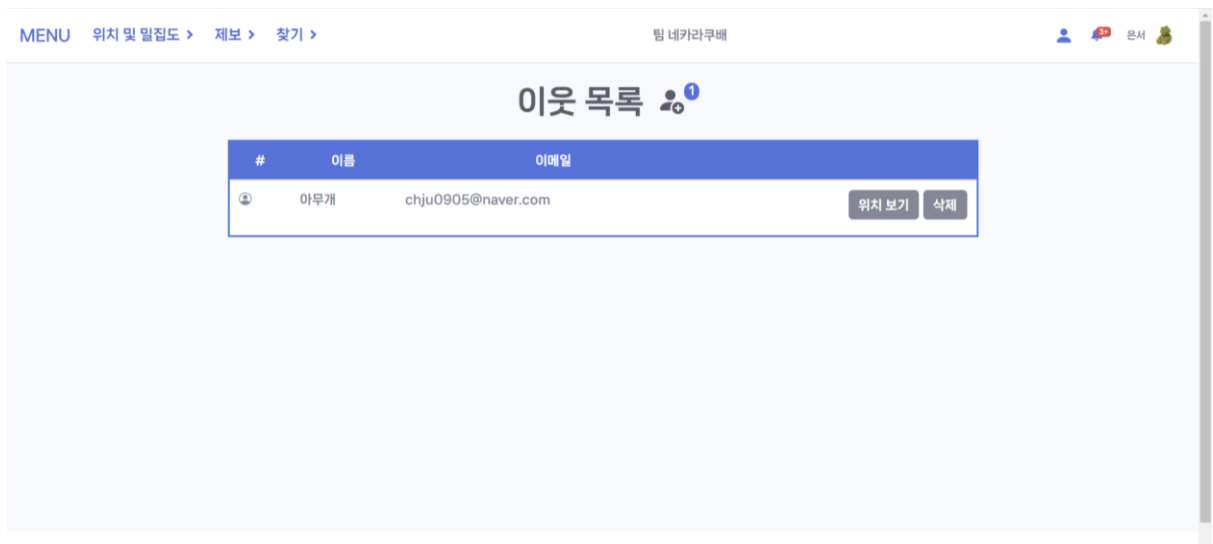 MENU 위치 및 밀집도 > 제보 > 찾기 > 팀 네카라쿠배 3+ 은서
이웃 목록 1
# 이름 이메일
아무개 chju0905@naver.com 위치 보기 삭제